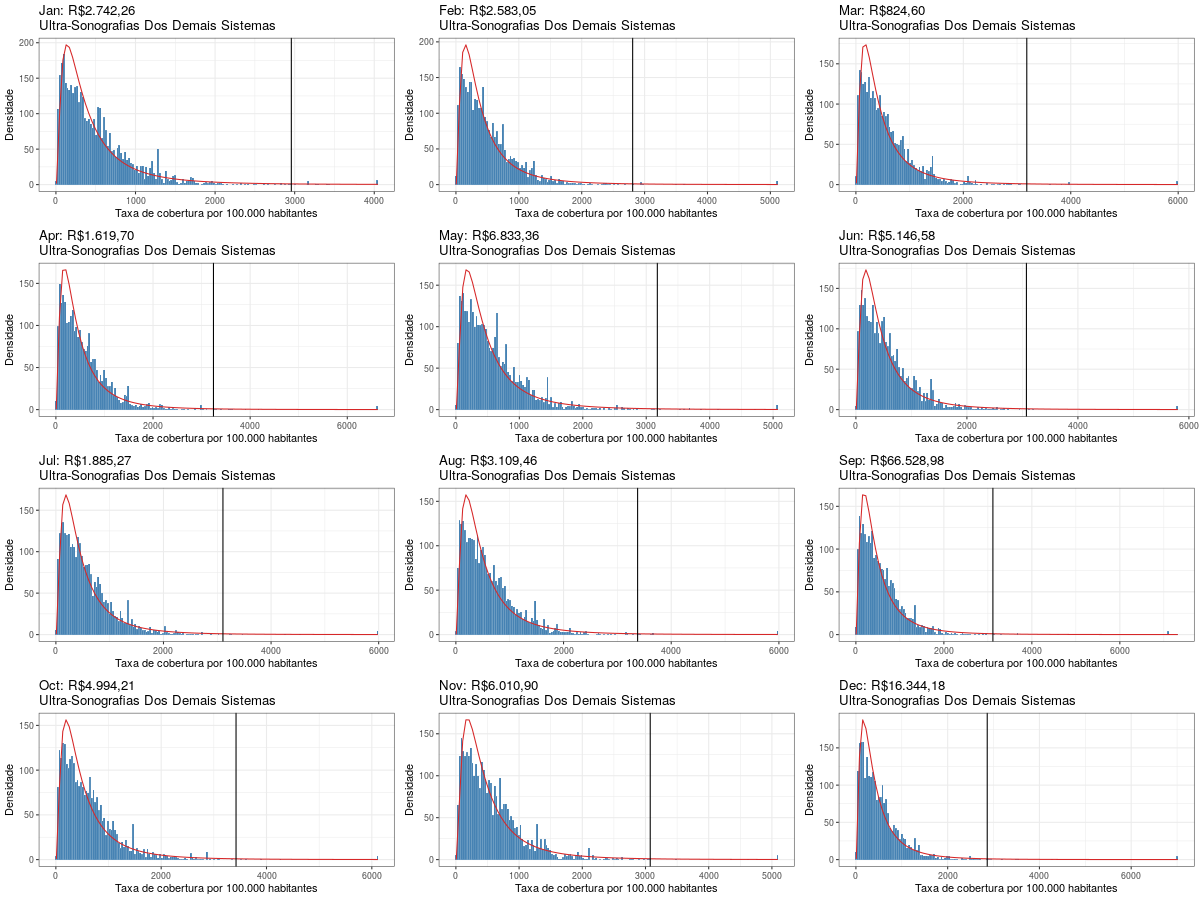 Jan: R$2.742,26
Ultra-Sonografias Dos Demais Sistemas
Densidade
200
150
100
50
0
0 1000 2000 3000 4000
Taxa de cobertura por 100.000 habitantes
Feb: R$2.583,05
Ultra-Sonografias Dos Demais Sistemas
Densidade
200
150
100
50
0
0 1000 2000 3000 4000 5000
Taxa de cobertura por 100.000 habitantes
Mar: R$824,60
Ultra-Sonografias Dos Demais Sistemas
Densidade
150
100
50
0
0 2000 4000 6000
Taxa de cobertura por 100.000 habitantes
Apr: R$1.619,70
Ultra-Sonografias Dos Demais Sistemas
Densidade
150
100
50
0
0 2000 4000 6000
Taxa de cobertura por 100.000 habitantes
May: R$6.833,36
Ultra-Sonografias Dos Demais Sistemas
Densidade
150
100
50
0
0 1000 2000 3000 4000 5000
Taxa de cobertura por 100.000 habitantes
Jun: R$5.146,58
Ultra-Sonografias Dos Demais Sistemas
Densidade
150
100
50
0
0 2000 4000 6000
Taxa de cobertura por 100.000 habitantes
Jul: R$1.885,27
Ultra-Sonografias Dos Demais Sistemas
Densidade
150
100
50
0
0 2000 4000 6000
Taxa de cobertura por 100.000 habitantes
Aug: R$3.109,46
Ultra-Sonografias Dos Demais Sistemas
Densidade
150
100
50
0
0 2000 4000 6000
Taxa de cobertura por 100.000 habitantes
Sep: R$66.528,98
Ultra-Sonografias Dos Demais Sistemas
Densidade
150
100
50
0
0 2000 4000 6000
Taxa de cobertura por 100.000 habitantes
Oct: R$4.994,21
Ultra-Sonografias Dos Demais Sistemas
Densidade
150
100
50
0
0 2000 4000 6000
Taxa de cobertura por 100.000 habitantes
Nov: R$6.010,90
Ultra-Sonografias Dos Demais Sistemas
Densidade
150
100
50
0
0 1000 2000 3000 4000 5000
Taxa de cobertura por 100.000 habitantes
Dec: R$16.344,18
Ultra-Sonografias Dos Demais Sistemas
Densidade
150
100
50
0
0 2000 4000 6000
Taxa de cobertura por 100.000 habitantes